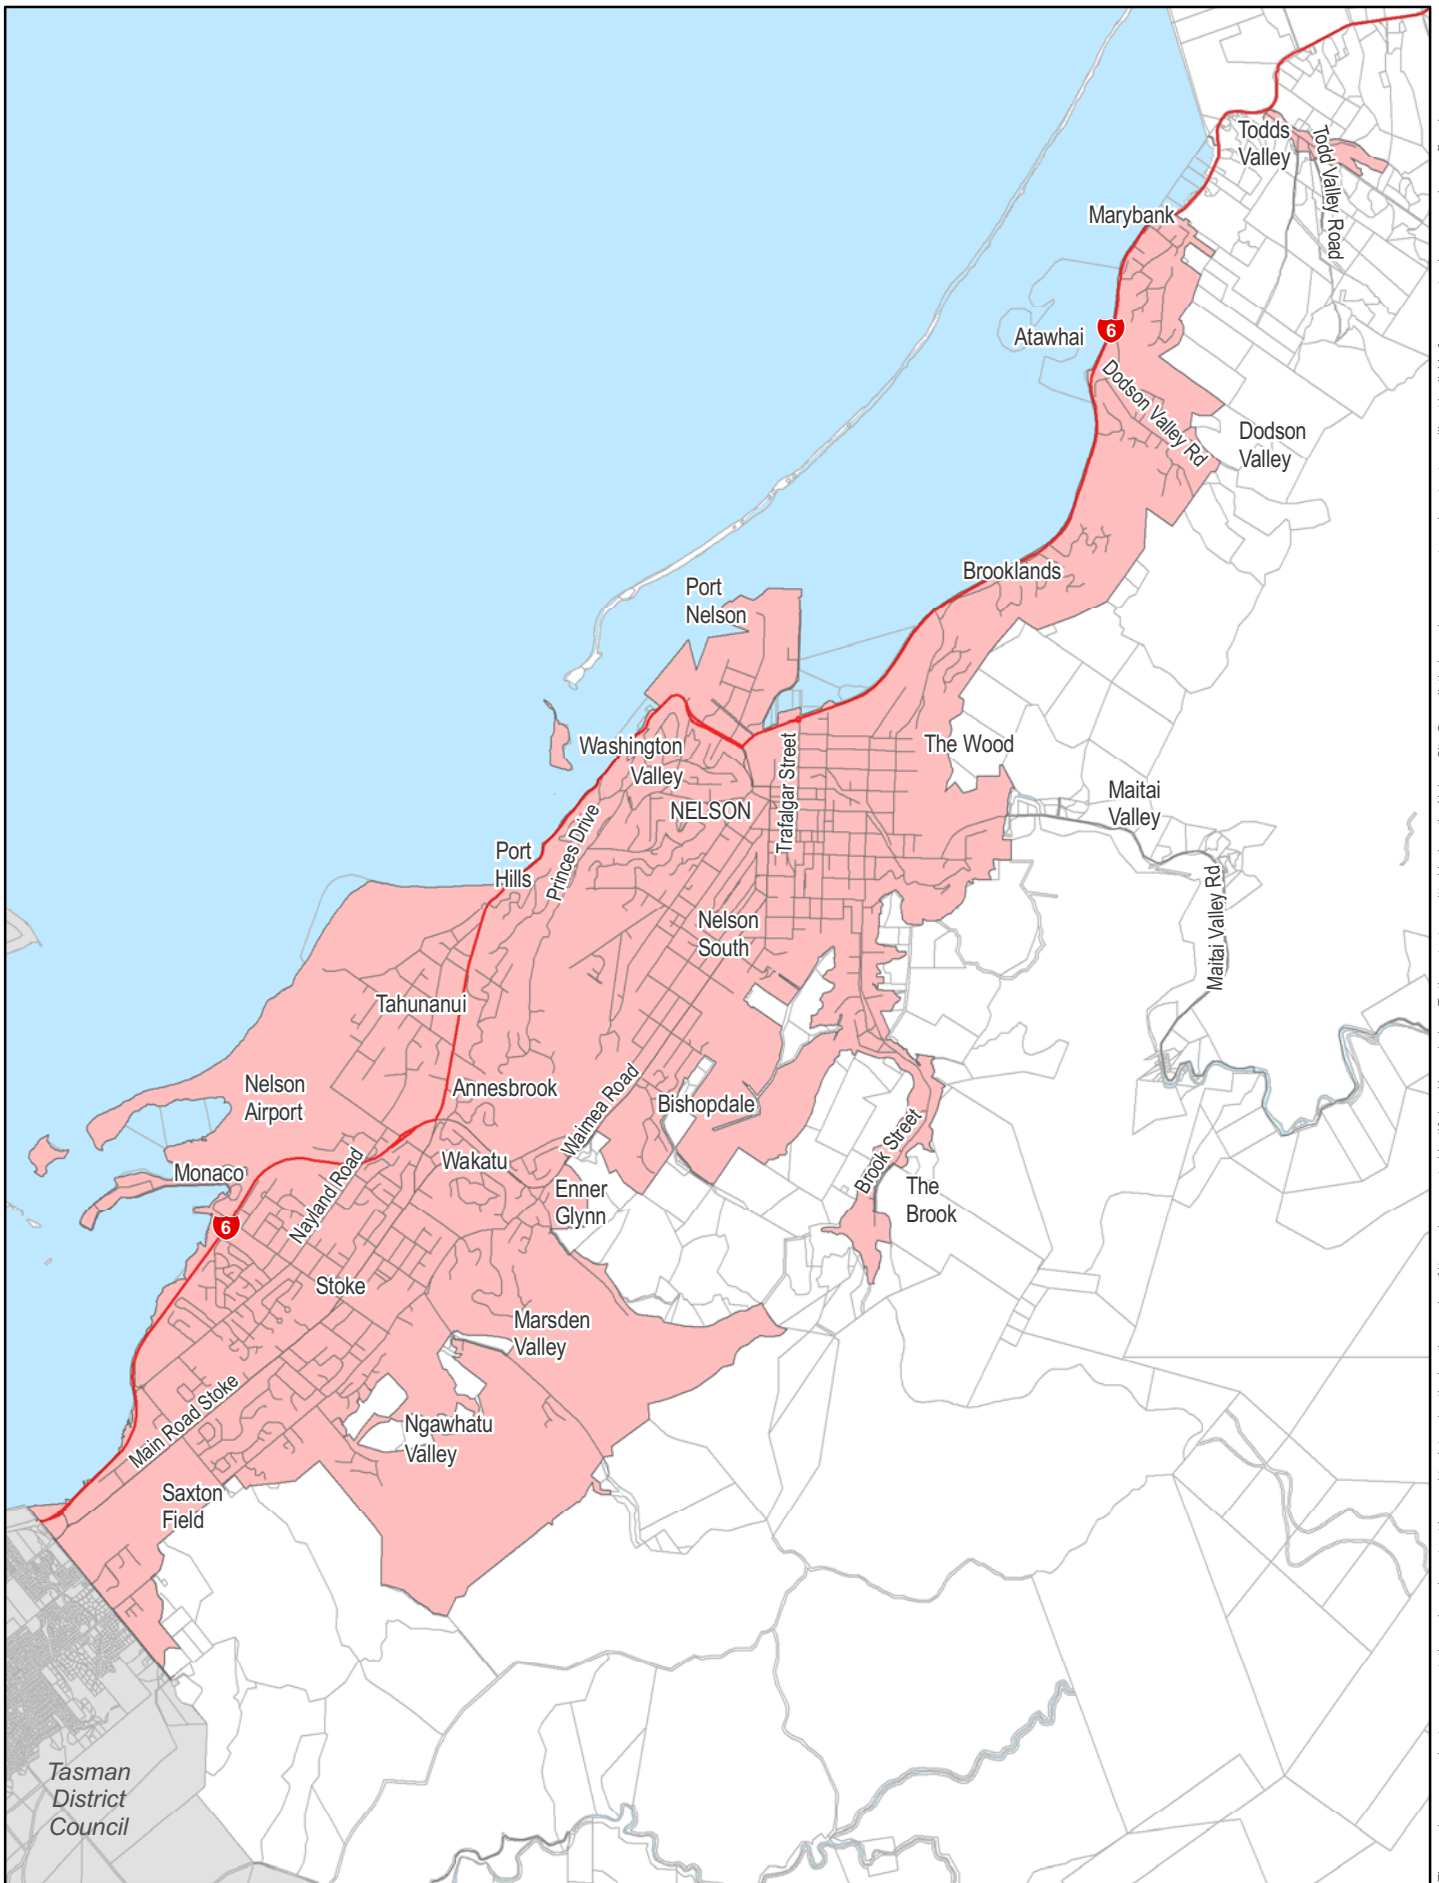 Todds
Valley
Todd Valley Road
Marybank
Atawhai
6
Dodson Valley Rd
Dodson
Valley
Brooklands
Port
Nelson
Washington
Valley
The Wood
Trafalgar Street
NELSON
Maitai
Valley
Princes Drive
Port
Hills
Maitai Valley Rd
Nelson
South
Tahunanui
Nelson
Airport
Annesbrook
Bishopdale
Waimea Road
Monaco
Wakatu
Nayland Road
Enner
Glynn
Brook Street
The
Brook
6
Stoke
Marsden
Valley
Main Road Stoke
Ngawhatu
Valley
Saxton
Field
Tasman
District
Council